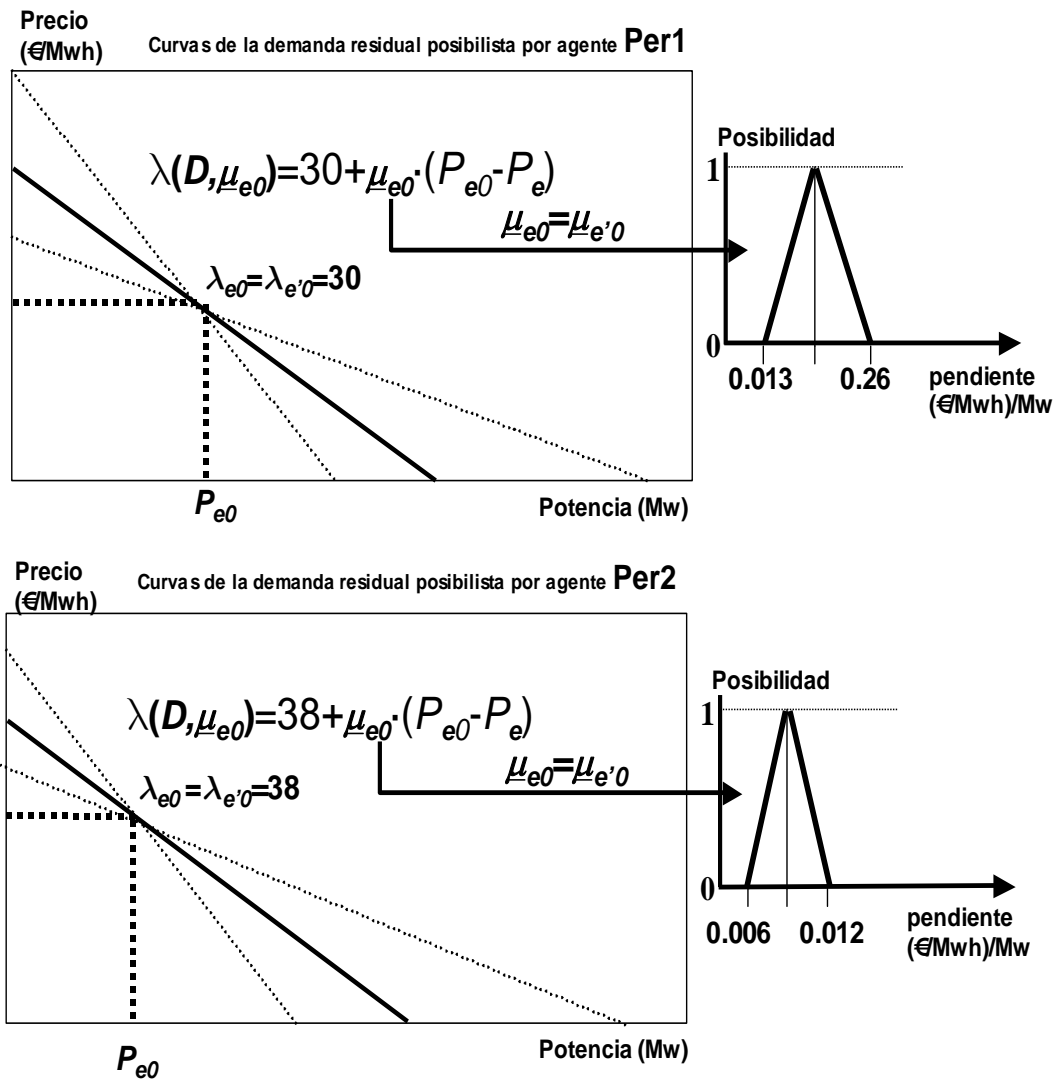 Precio
(€/Mwh)
Curvas de la demanda residual posibilista por agente Per1
λ(D,μe0)=30+μe0·(Pe0-Pe)
μe0=μe'0
λe0=λe'0=30
Pe0
Potencia (Mw)
Posibilidad
1
0
0.013
0.26
pendiente
(€/Mwh)/Mw
Precio
(€/Mwh)
Curvas de la demanda residual posibilista por agente Per2
λ(D,μe0)=38+μe0·(Pe0-Pe)
μe0=μe'0
λe0=λe'0=38
Pe0
Potencia (Mw)
Posibilidad
1
0
0.006
0.012
pendiente
(€/Mwh)/Mw